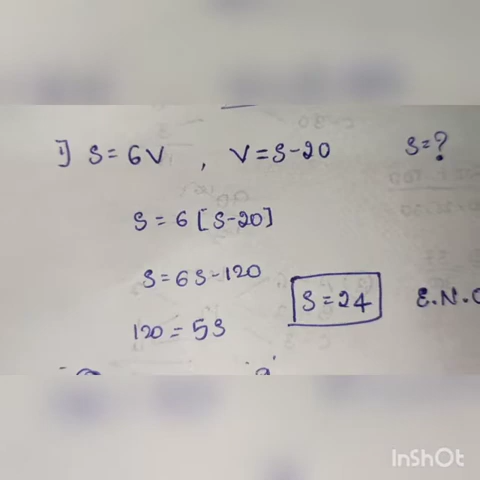 1) S = 6V , V = S-20 S=?
S = 6 [S-20]
S = 6S-120
S = 24 E.N.
120 = 5S
InShOt